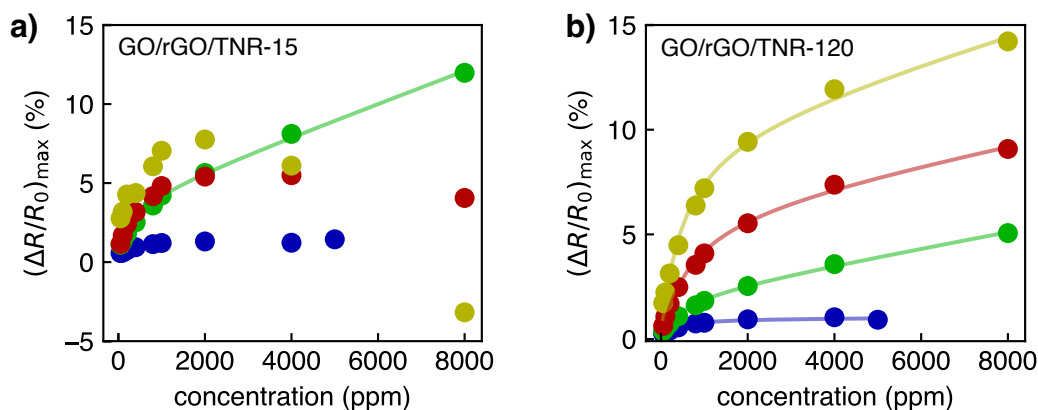 a)
GO/rGO/TNR-15
15
10
5
0
−5
(ΔR/R₀)max (%)
0 2000 4000 6000 8000
concentration (ppm)
b)
GO/rGO/TNR-120
15
10
5
0
(ΔR/R₀)max (%)
0 2000 4000 6000 8000
concentration (ppm)